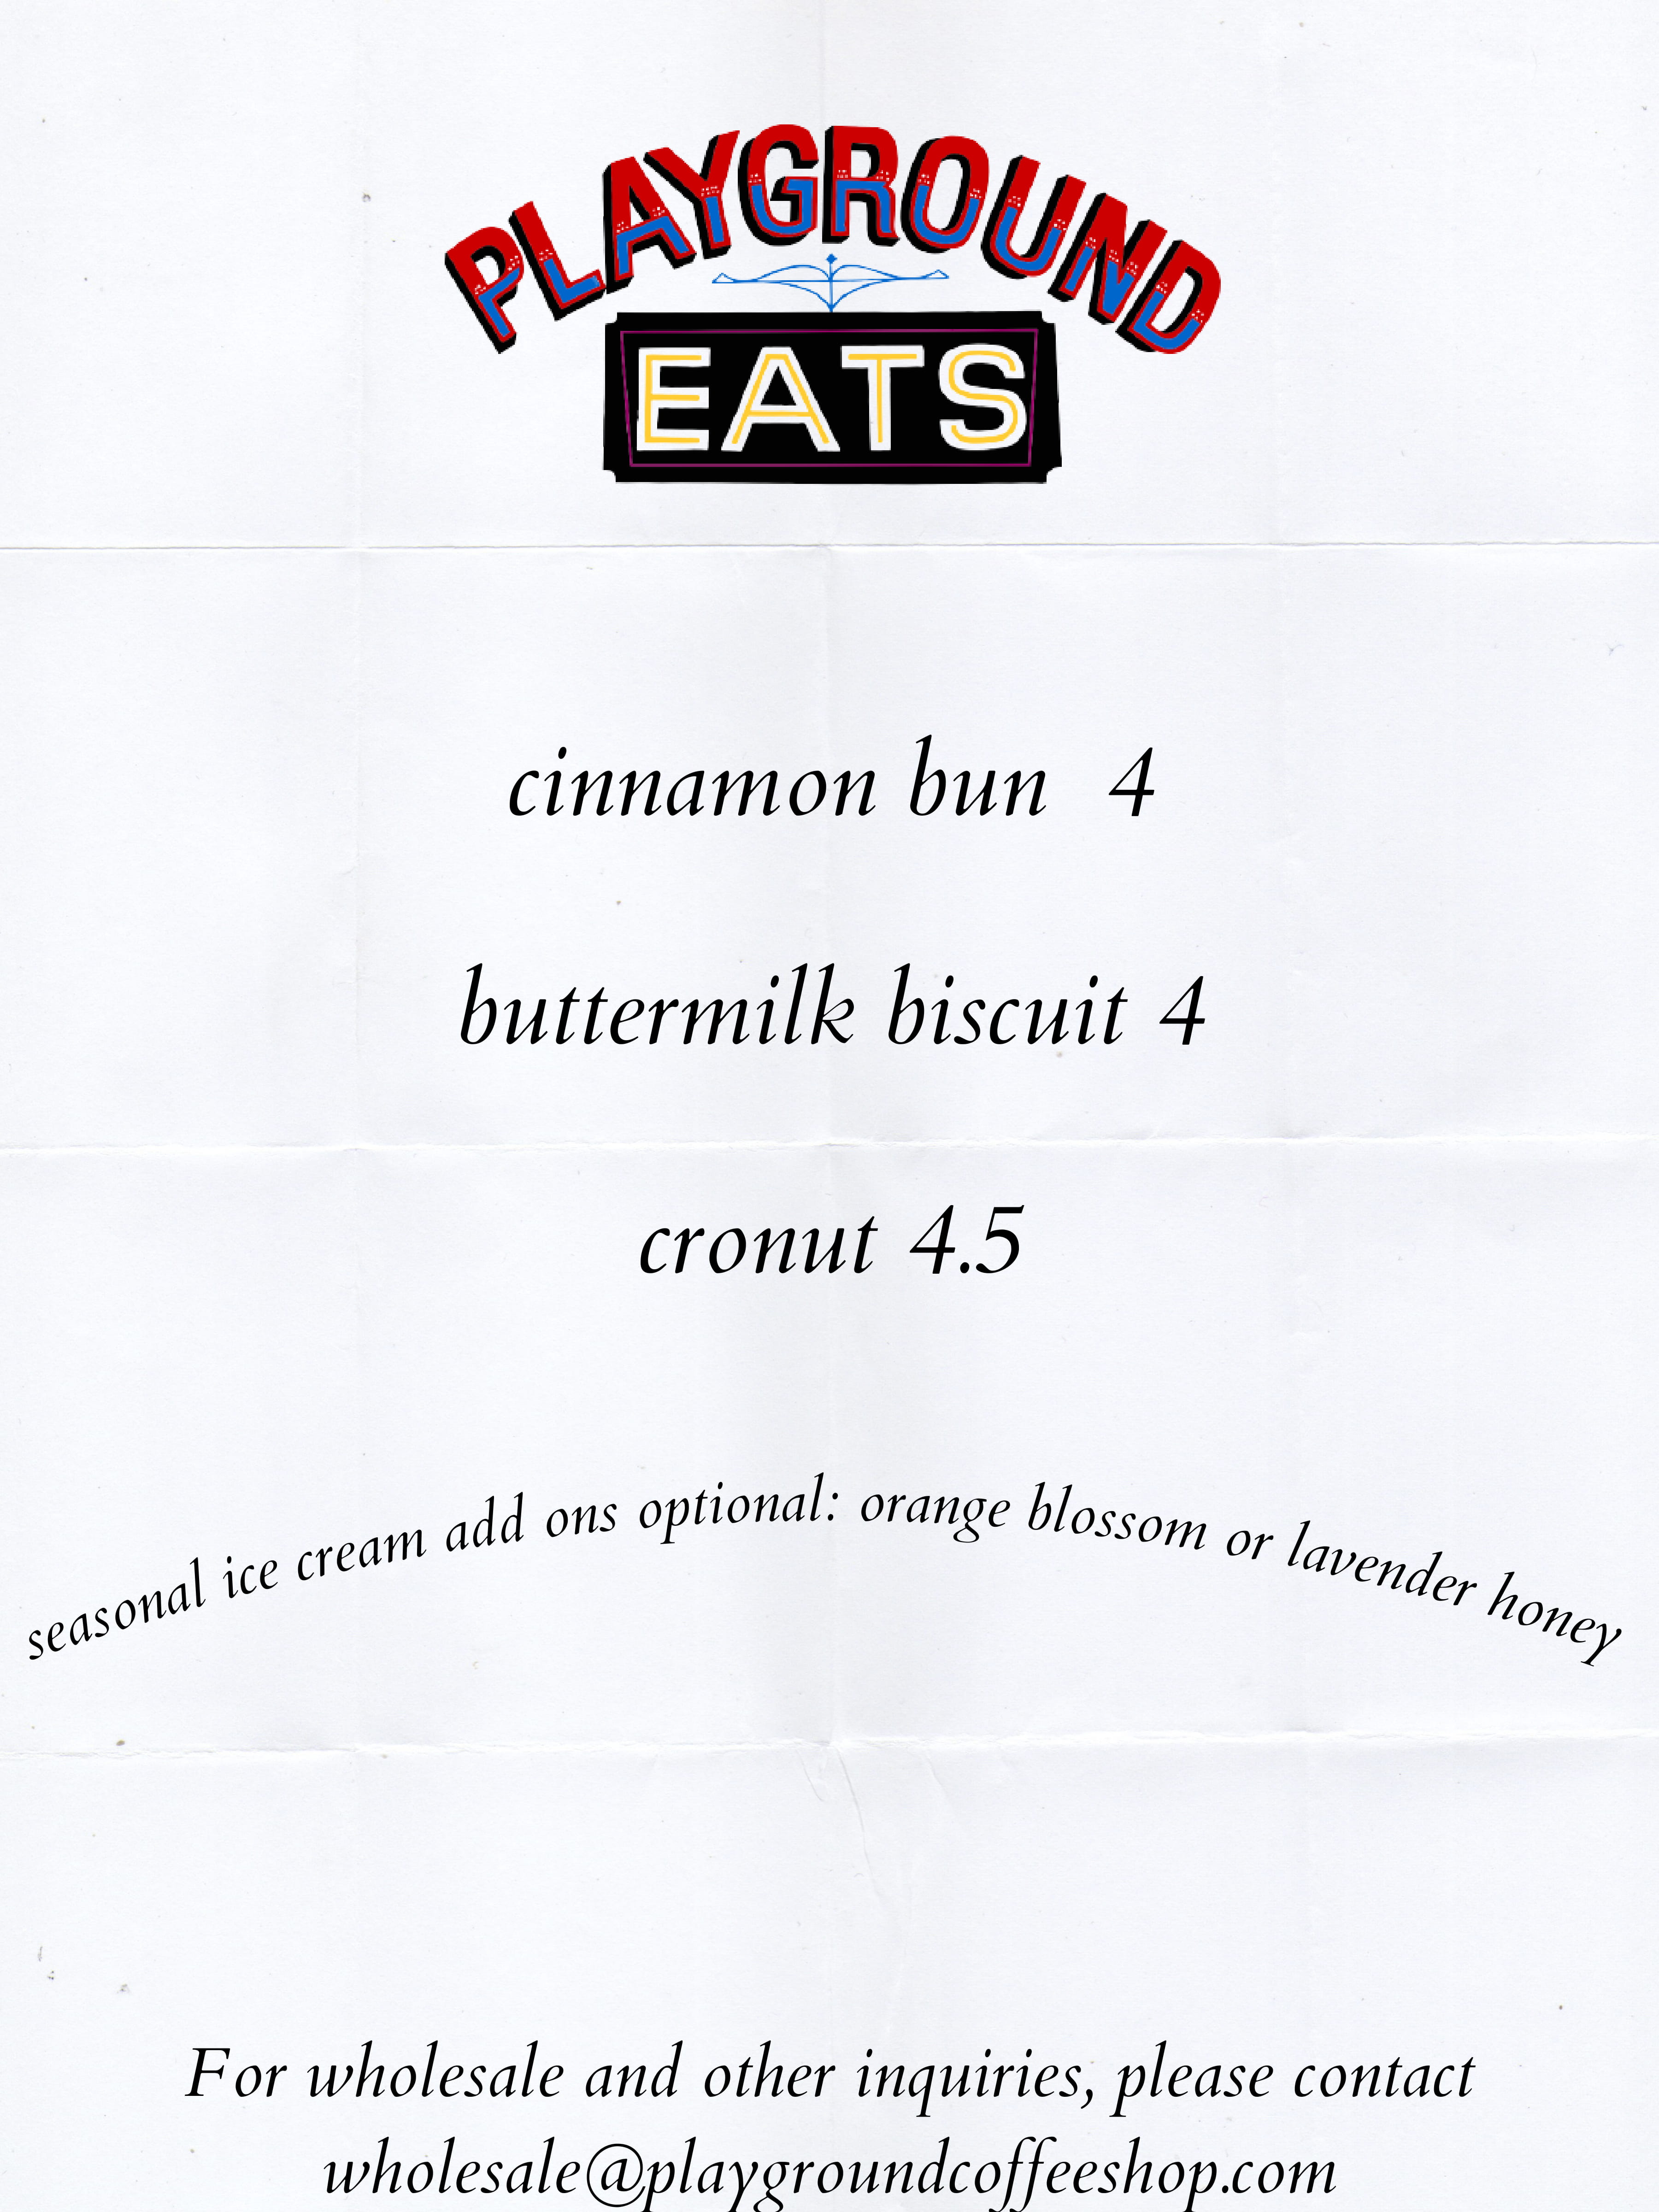 PLAYGROUND
EATS
cinnamon bun 4
buttermilk biscuit 4
cronut 4.5
seasonal ice cream add ons optional: orange blossom or lavender honey
For wholesale and other inquiries, please contact
wholesale@playgroundcoffeeshop.com